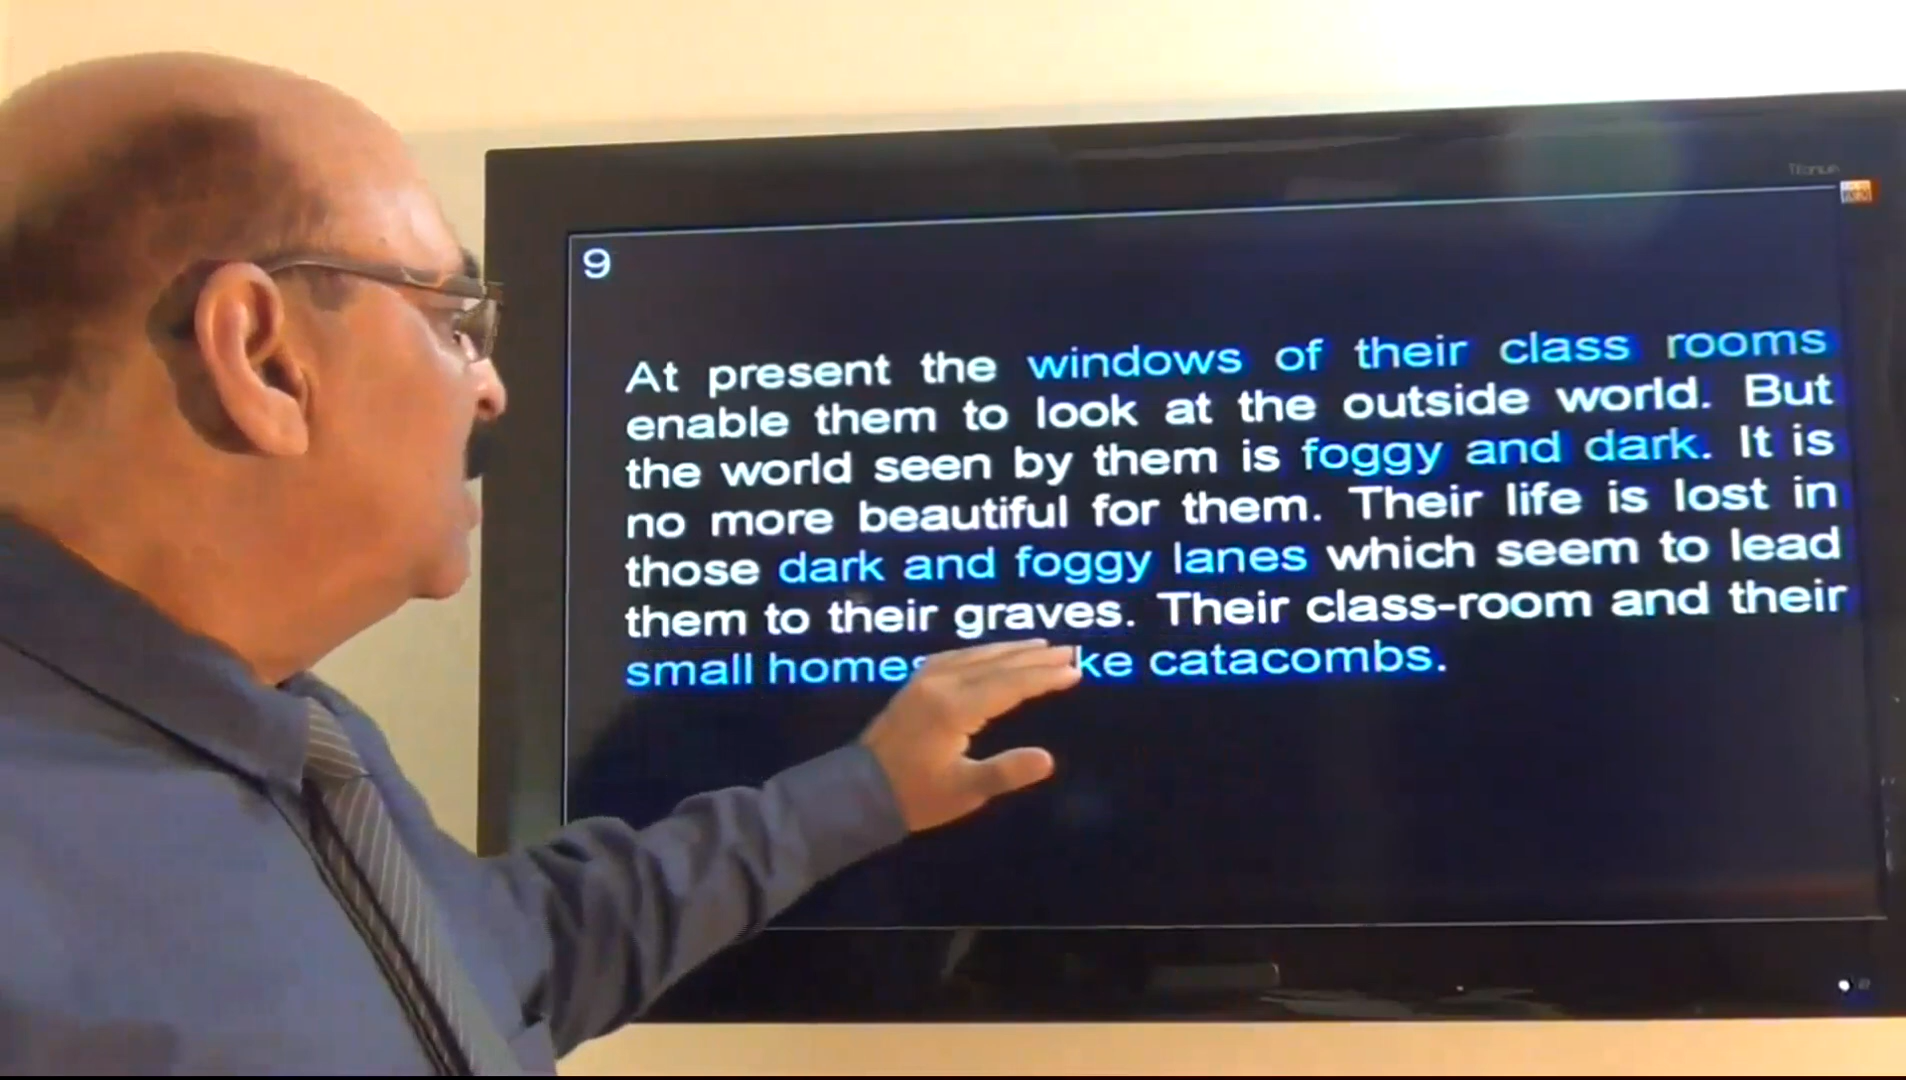 9
At present the windows of their class rooms
enable them to look at the outside world. But
the world seen by them is foggy and dark. It is
no more beautiful for them. Their life is lost in
those dark and foggy lanes which seem to lead
them to their graves. Their class-room and their
small homes catacombs.